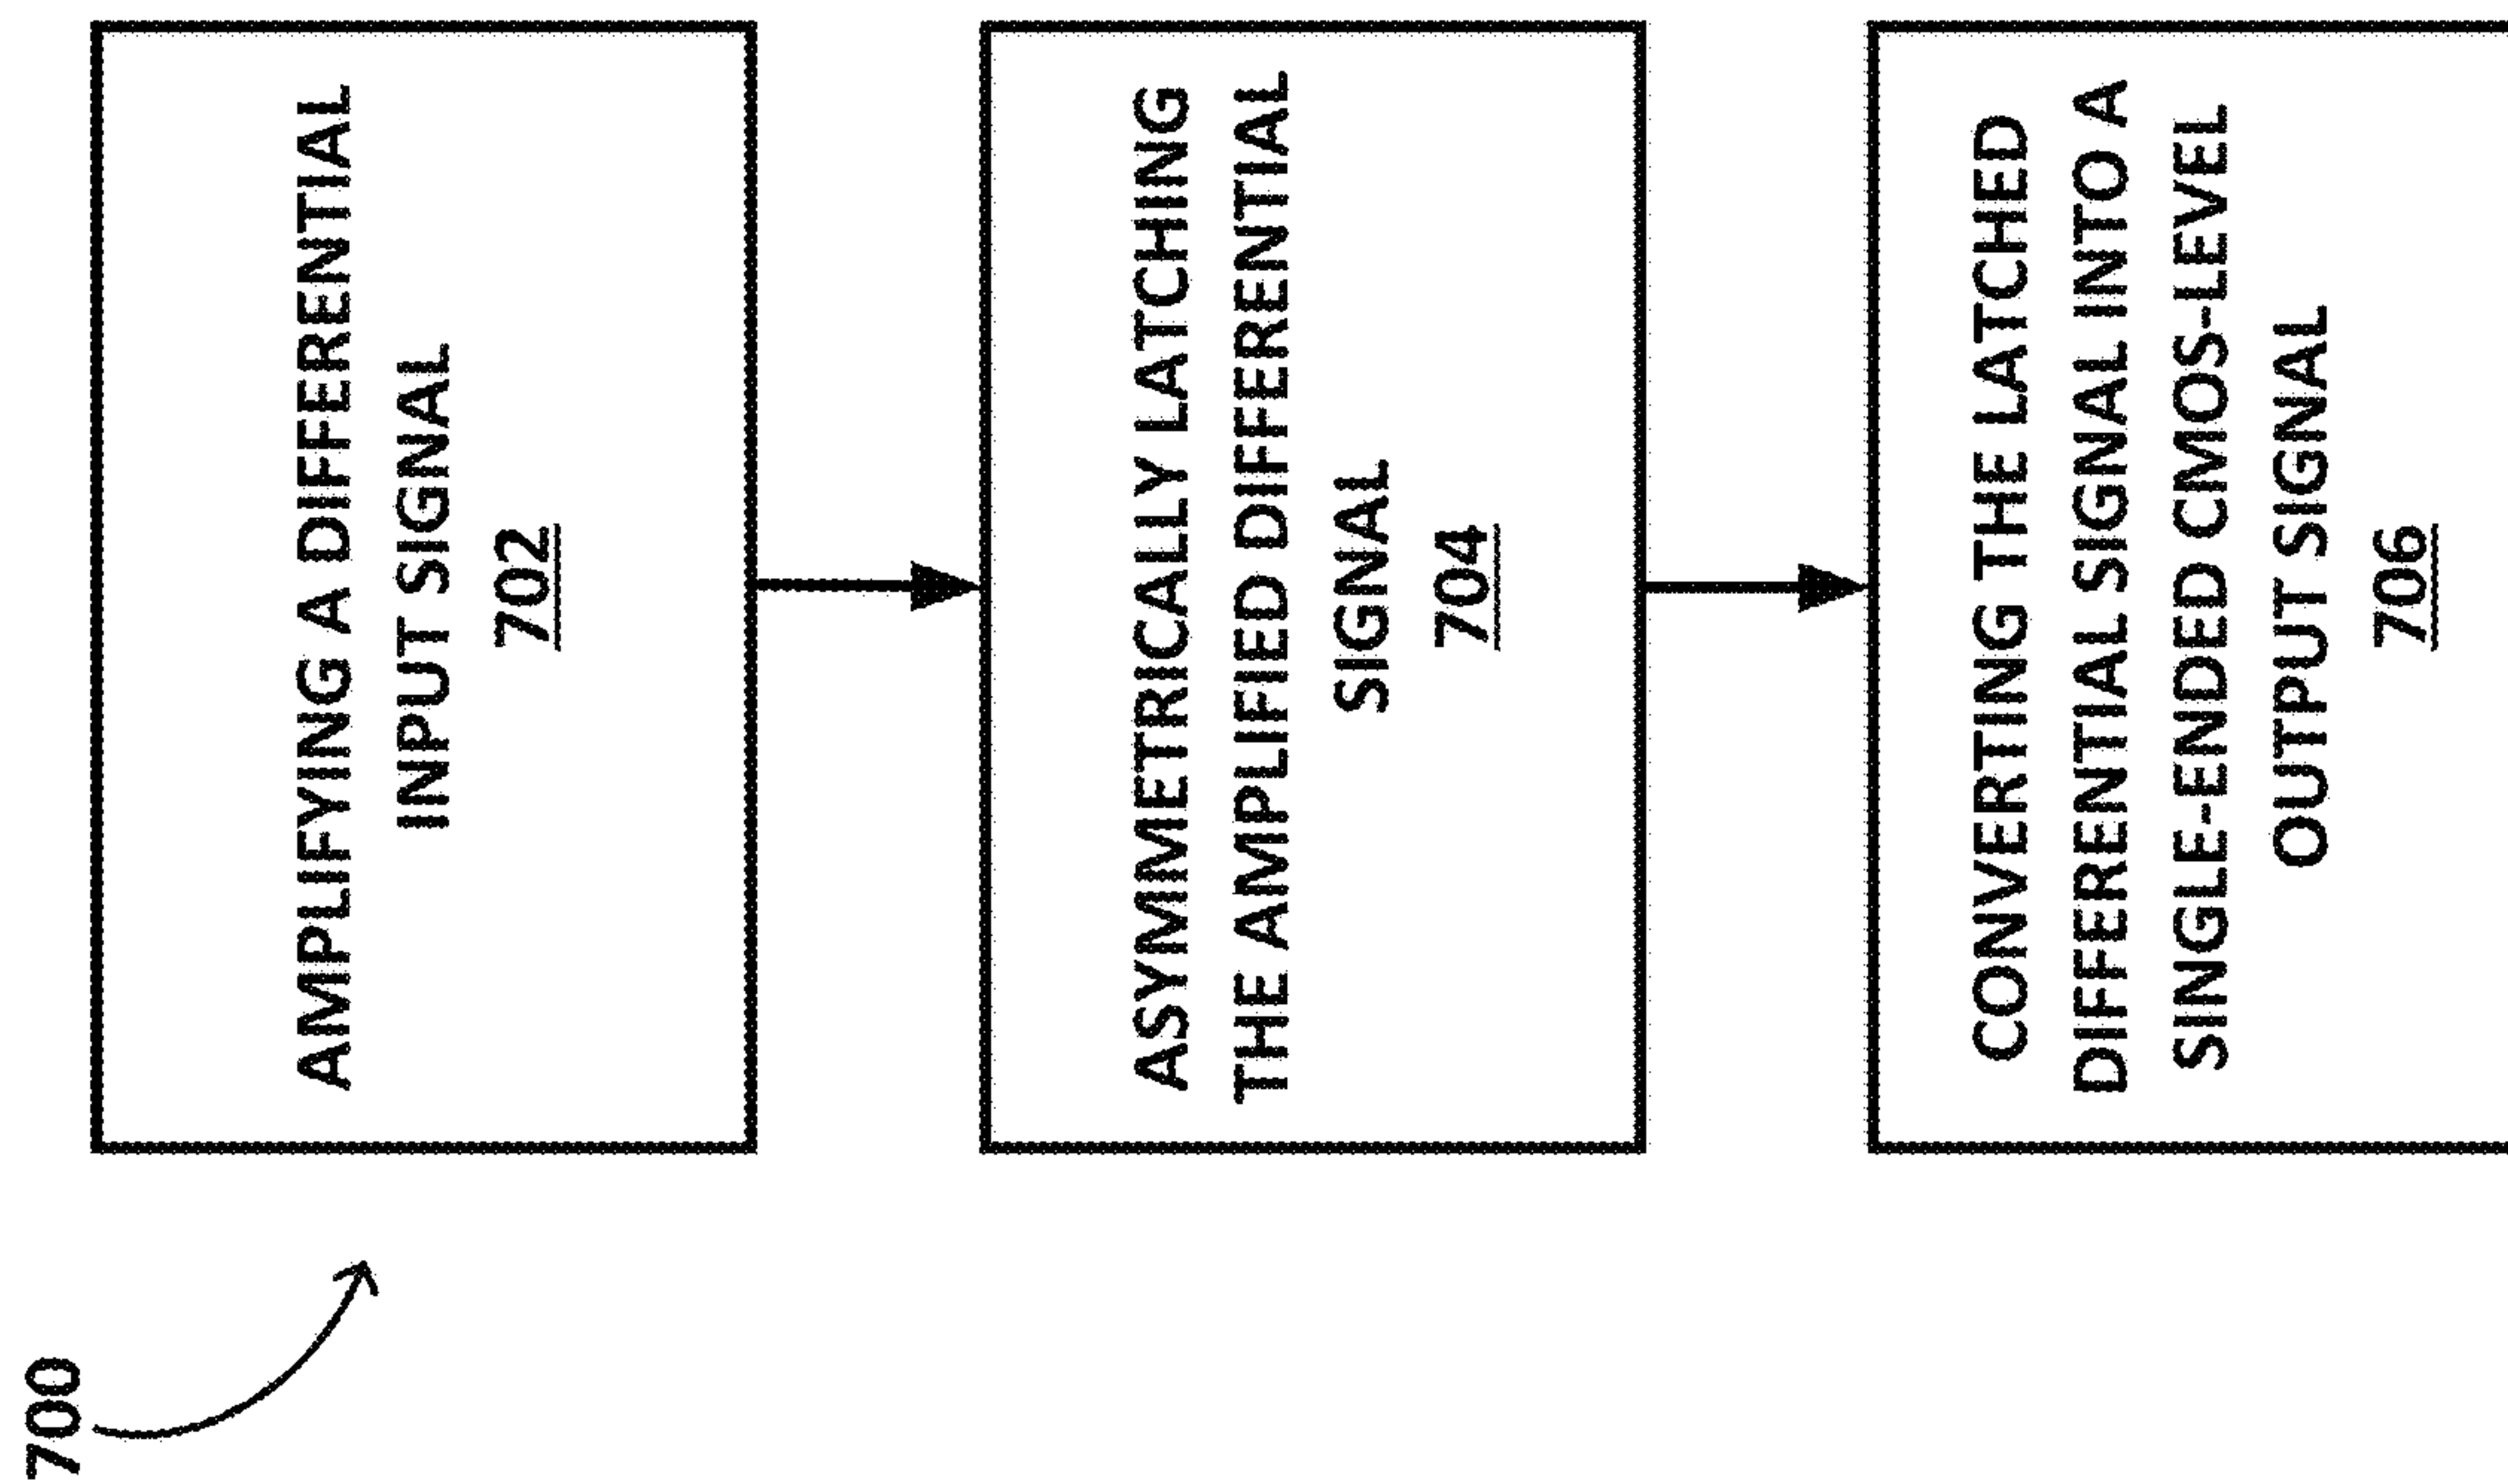 700
AMPLIFYING A DIFFERENTIAL
INPUT SIGNAL
702
ASYMMETRICALLY LATCHING
THE AMPLIFIED DIFFERENTIAL
SIGNAL
704
CONVERTING THE LATCHED
DIFFERENTIAL SIGNAL INTO A
SINGLE-ENDED CMOS-LEVEL
OUTPUT SIGNAL
706